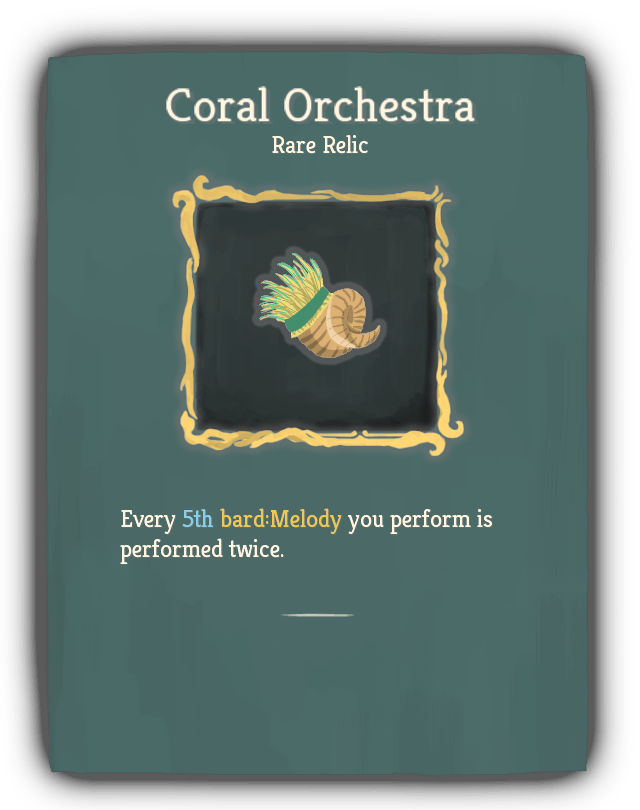 Coral Orchestra
Rare Relic
Every 5th bard:Melody you perform is
performed twice.